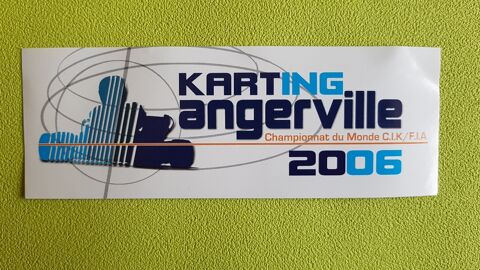 KARTING
angerville
Championnat du Monde C.I.K/F.I.A
2006